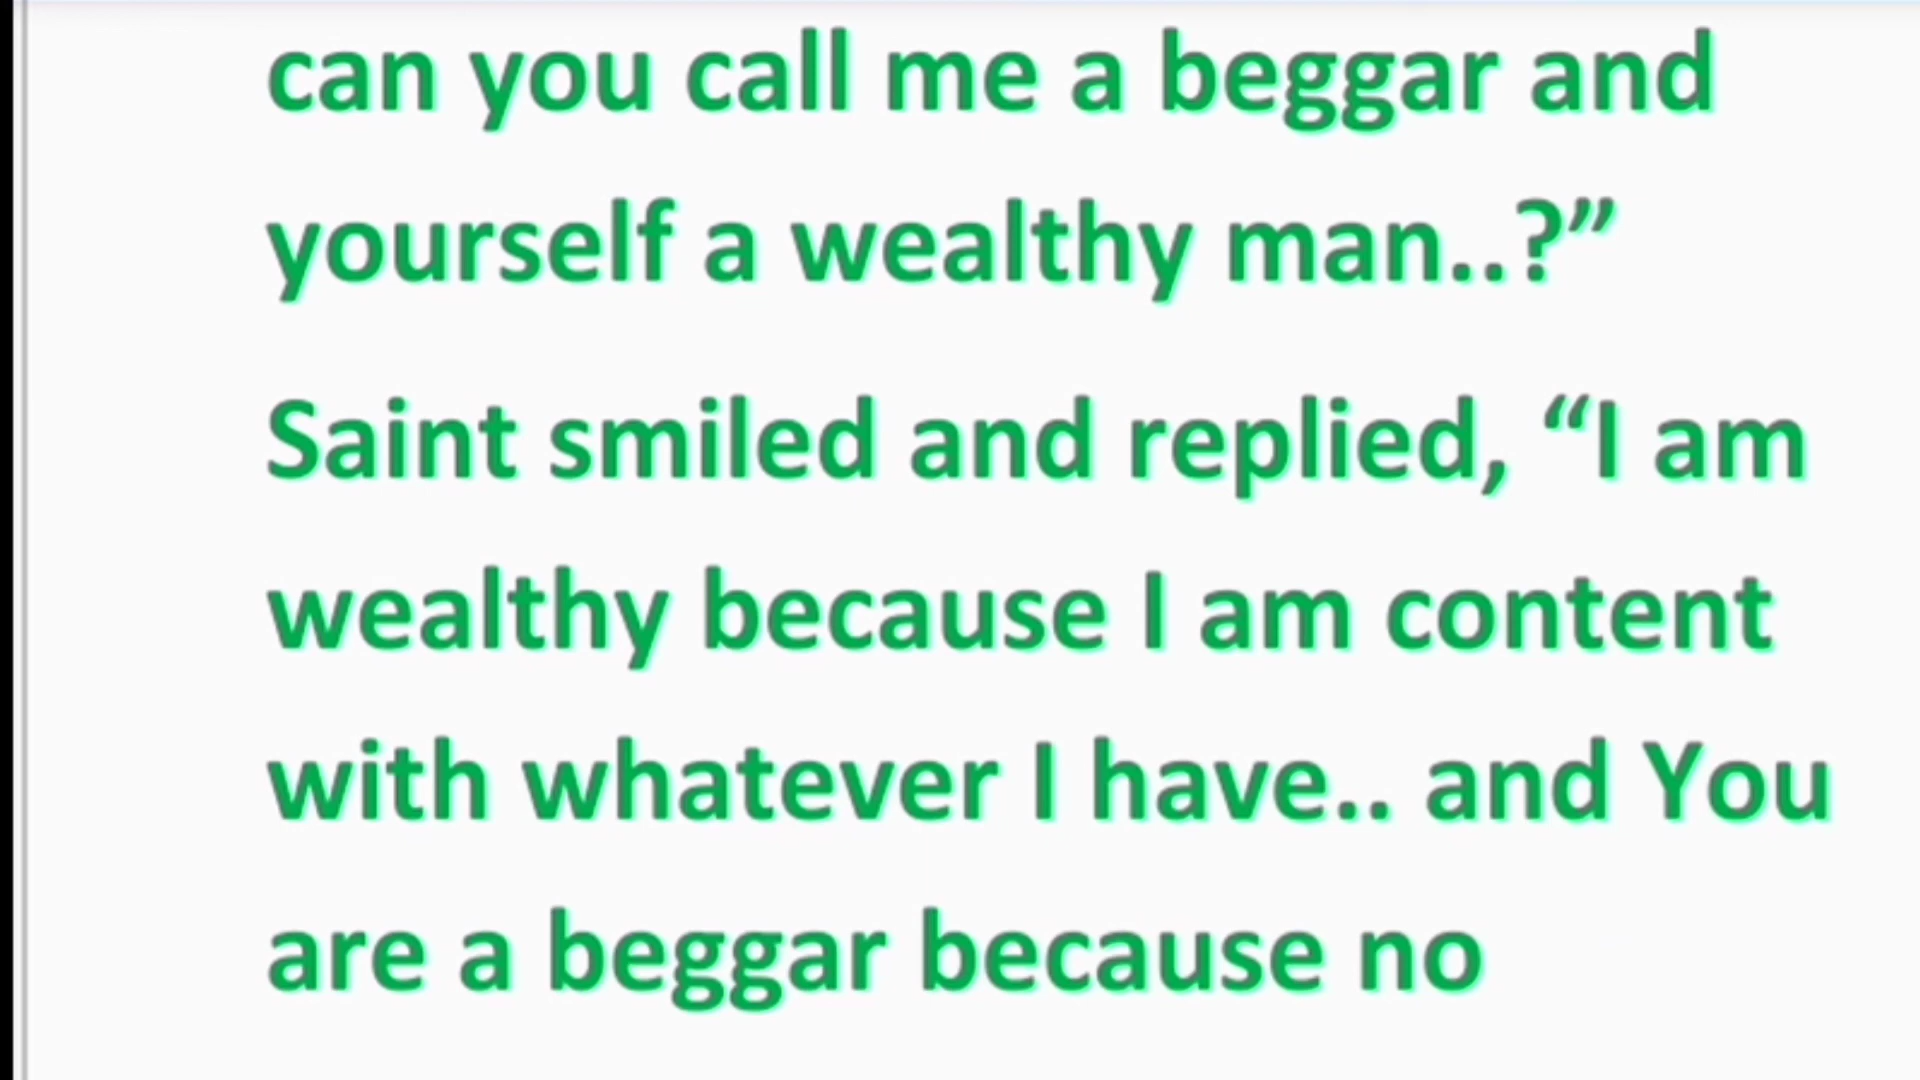 can you call me a beggar and
yourself a wealthy man..?”
Saint smiled and replied, “I am
wealthy because I am content
with whatever I have.. and You
are a beggar because no